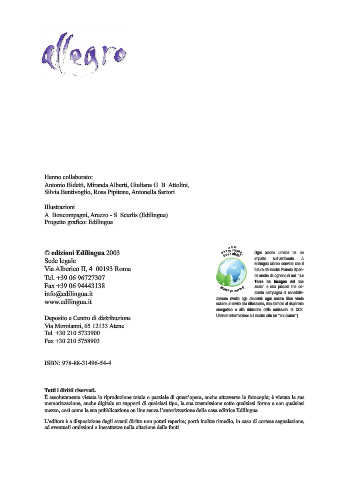 allegro
Hanno collaborato:
Antonio Bidetti, Miranda Alberti, Giuliana G B Attolini,
Silvia Bentivoglio, Rosa Pipitone, Antonella Sartori
Illustrazioni
A Boncompagni, Arezzo - S Scurlis (Edilingua)
Progetto grafico: Edilingua
© edizioni Edilingua 2003
Sede legale
Via Alberico II, 4 00193 Roma
Tel. +39 06 96727307
Fax +39 06 94443138
info@edilingua.it
www.edilingua.it
Deposito e Centro di distribuzione
Via Moroianni, 65 12133 Atene
Tel +30 210 5733900
Fax +30 210 5758903
ISBN: 978-88-31496-54-4
Tutti i diritti riservati.
È assolutamente vietata la riproduzione totale o parziale di quest'opera, anche attraverso le fotocopie; è vietata la sua
memorizzazione, anche digitale su supporti di qualsiasi tipo, la sua trasmissione sotto qualsiasi forma e con qualsiasi
mezzo, così come la sua pubblicazione on line senza l'autorizzazione della casa editrice Edilingua
L'editore è a disposizione degli aventi diritto non potuti reperire; porrà inoltre rimedio, in caso di cortese segnalazione,
ad eventuali omissioni o inesattezze nella citazione delle fonti